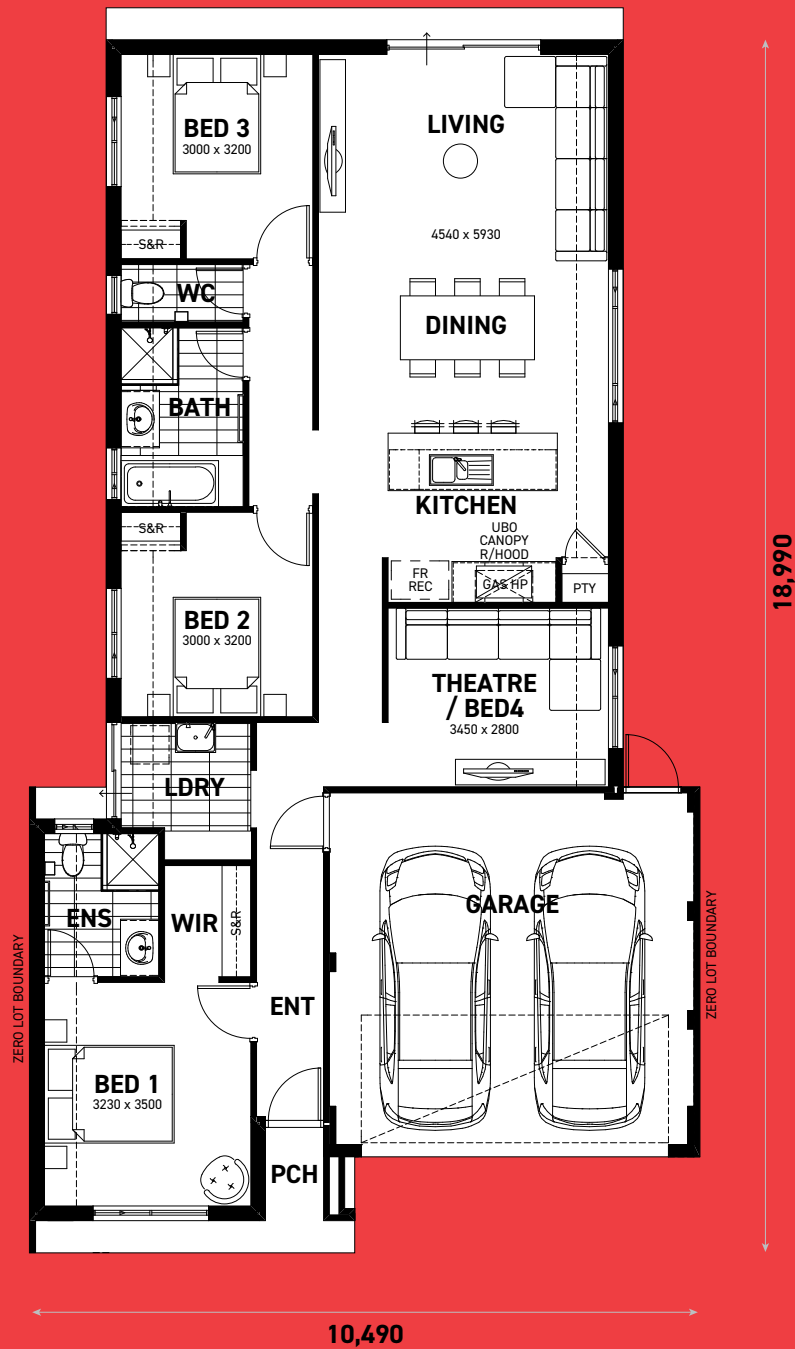 BED 3
3000 x 3200
S&R
LIVING
4540 x 5930
WC
DINING
BATH
KITCHEN
UBO
CANOPY
R/HOOD
S&R
FR
REC
GAS HP
PTY
BED 2
3000 x 3200
THEATRE
/ BED4
3450 x 2800
LDRY
ENS
WIR
S&R
GARAGE
ENT
BED 1
3230 x 3500
PCH
ZERO LOT BOUNDARY
ZERO LOT BOUNDARY
18,990
10,490